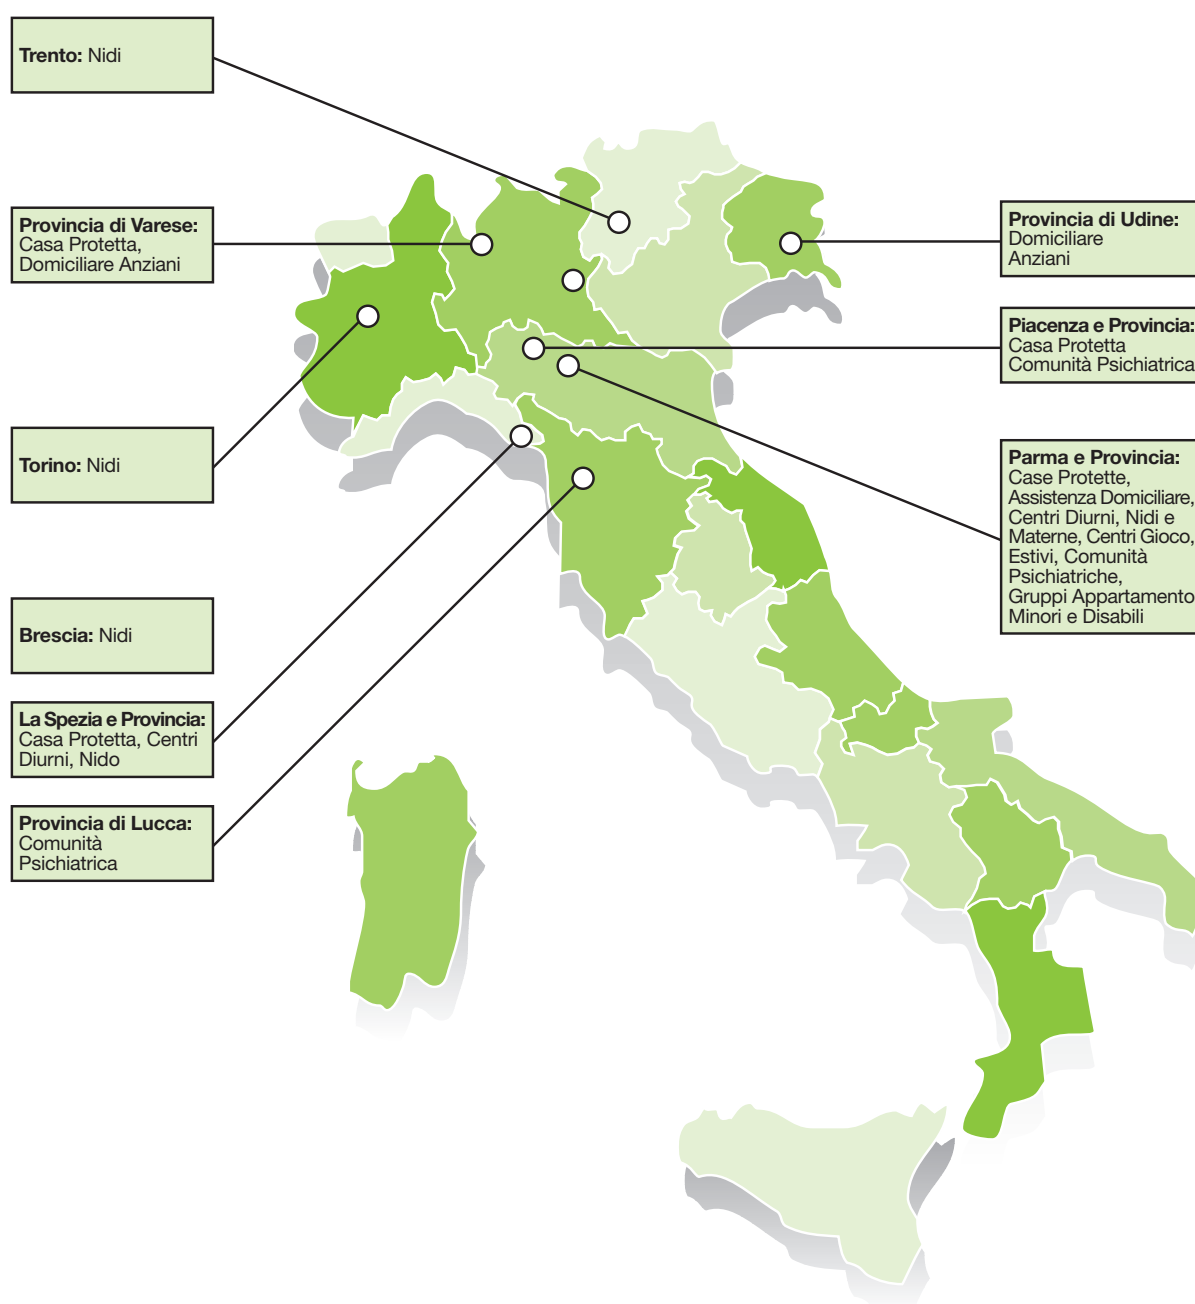 Trento: Nidi
Provincia di Varese:
Casa Protetta,
Domiciliare Anziani
Torino: Nidi
Brescia: Nidi
La Spezia e Provincia:
Casa Protetta, Centri
Diurni, Nido
Provincia di Lucca:
Comunità
Psichiatrica
Provincia di Udine:
Domiciliare
Anziani
Piacenza e Provincia:
Casa Protetta
Comunità Psichiatrica
Parma e Provincia:
Case Protette,
Assistenza Domiciliare,
Centri Diurni, Nidi e
Materne, Centri Gioco,
Estivi, Comunità
Psichiatriche,
Gruppi Appartamento
Minori e Disabili